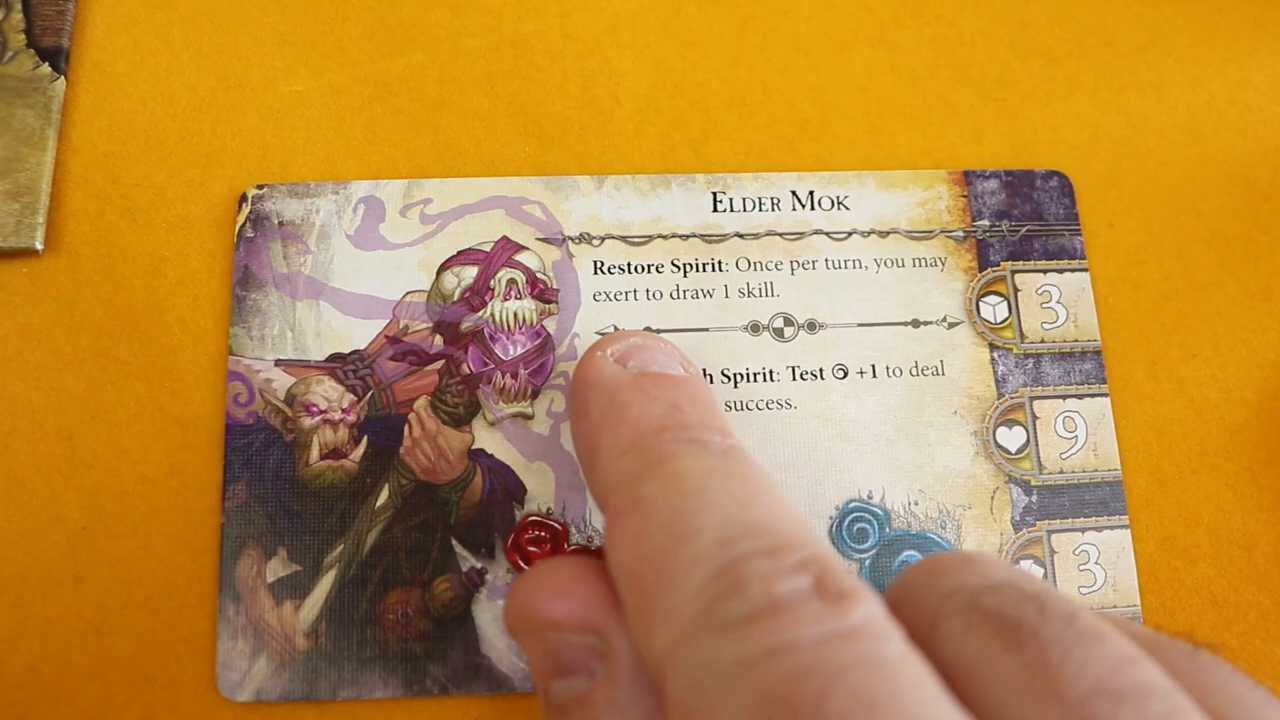 Elder Mok
Restore Spirit: Once per turn, you may
exert to draw 1 skill.
Spirit: Test +1 to deal
success.
3
9
3